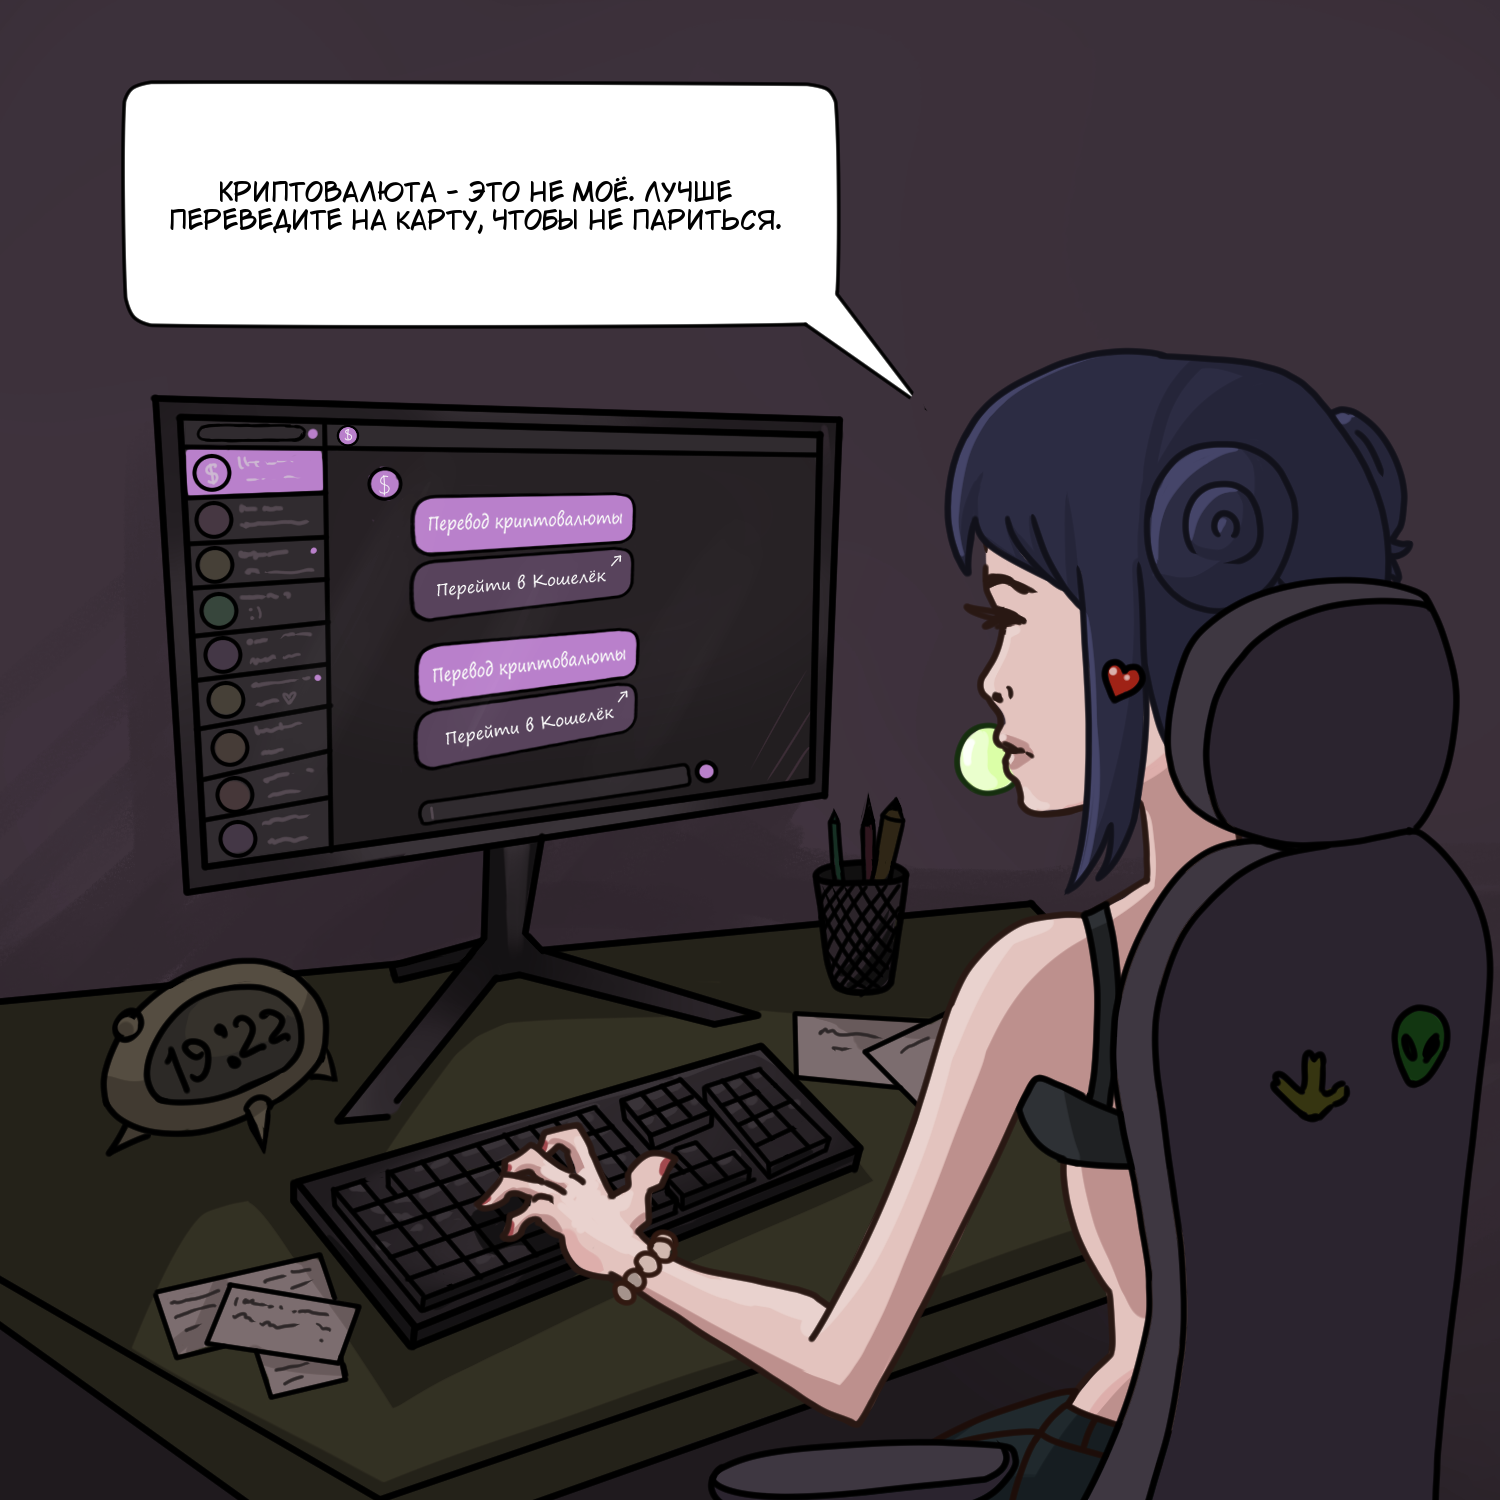 КРИПТОВАЛЮТА - ЭТО НЕ МОЁ. ЛУЧШЕ
ПЕРЕВЕДИТЕ НА КАРТУ, ЧТОБЫ НЕ ПАРИТЬСЯ.
$
$
$
Перевод криптовалюты
Перейти в Кошелёк
:)
Перевод криптовалюты
Перейти в Кошелёк
19:22